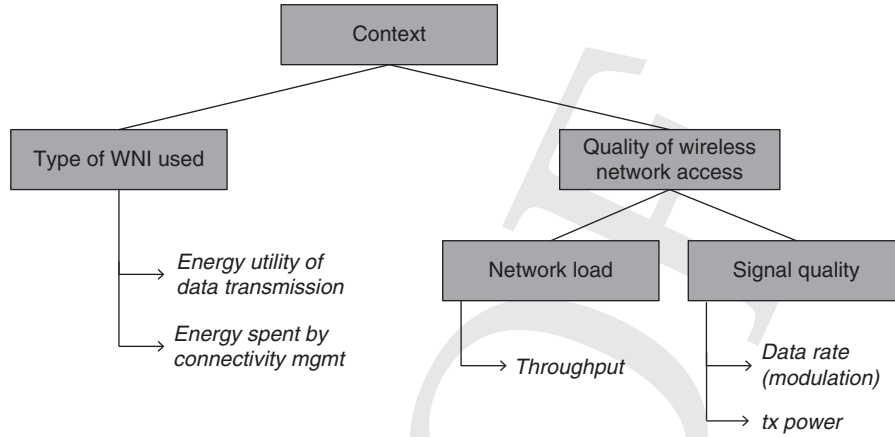 Context
Type of WNI used
Quality of wireless
network access
Energy utility of
data transmission
Energy spent by
connectivity mgmt
Network load
Signal quality
Throughput
Data rate
(modulation)
tx power